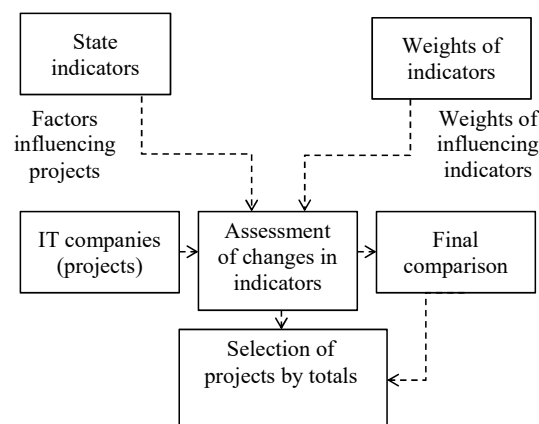 State
indicators
Weights of
indicators
Factors
influencing
projects
Weights of
influencing
indicators
IT companies
(projects)
Assessment
of changes in
indicators
Final
comparison
Selection of
projects by totals